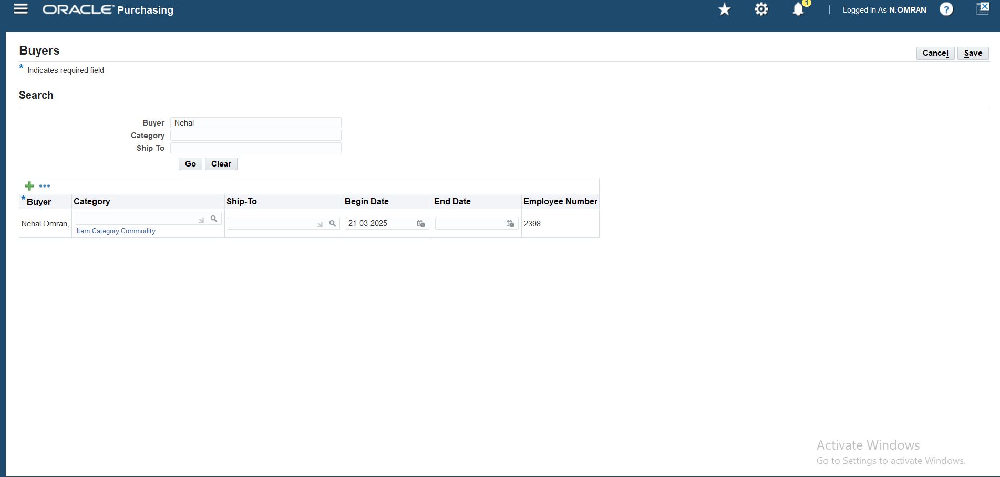 ORACLE Purchasing
1
Logged In As N.OMRAN
?
Buyers
Cancel
Save
* Indicates required field
Search
Buyer Nehal
Category
Ship To
Go Clear
* Buyer Category Ship-To Begin Date End Date Employee Number
Nehal Omran, 21-03-2025 2398
Item Category.Commodity
Activate Windows
Go to Settings to activate Windows.